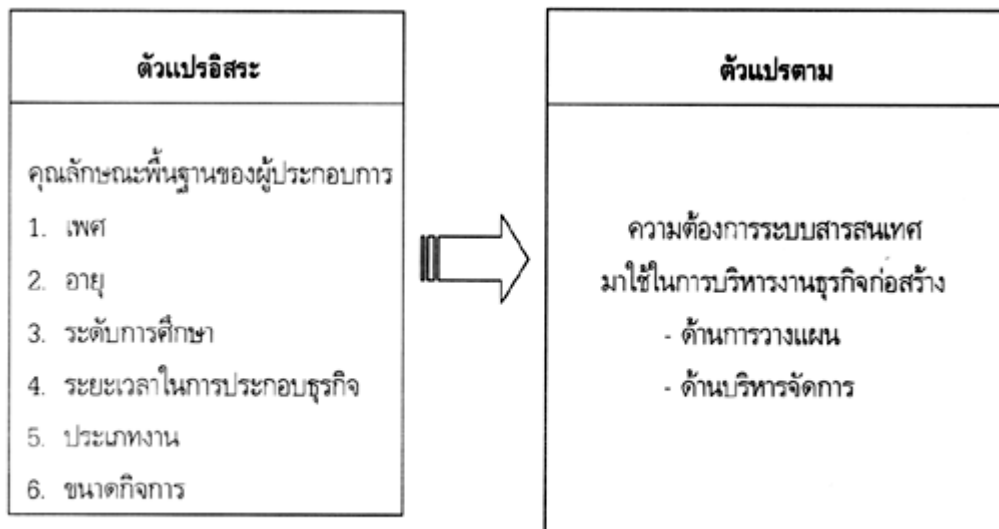 ตัวแปรอิสระ
คุณลักษณะพื้นฐานของผู้ประกอบการ
1. เพศ
2. อายุ
3. ระดับการศึกษา
4. ระยะเวลาในการประกอบธุรกิจ
5. ประเภทงาน
6. ขนาดกิจการ
ตัวแปรตาม
ความต้องการระบบสารสนเทศ
มาใช้ในการบริหารงานธุรกิจก่อสร้าง
- ด้านการวางแผน
- ด้านบริหารจัดการ